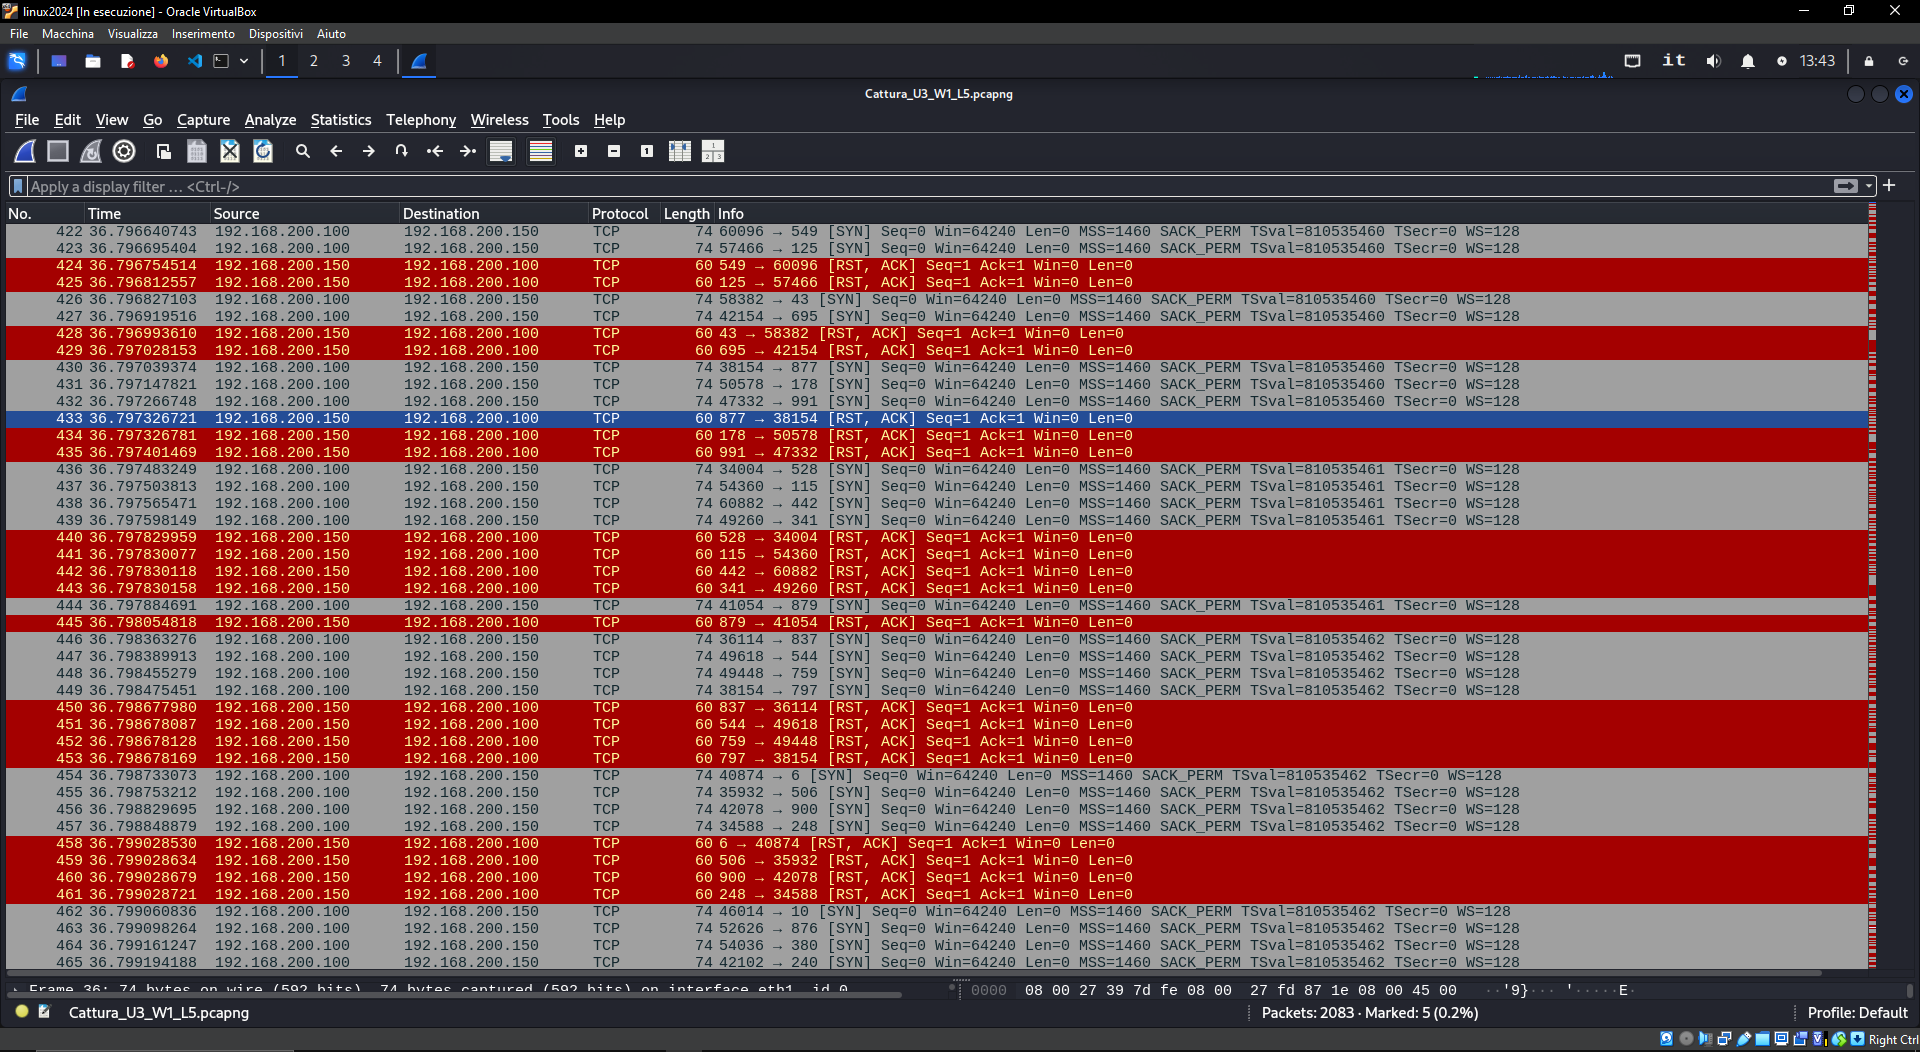 linux2024 [In esecuzione] - Oracle VirtualBox
File Macchina Visualizza Inserimento Dispositivi Aiuto
1 2 3 4 it 13:43
Cattura_U3_W1_L5.pcapng
File Edit View Go Capture Analyze Statistics Telephony Wireless Tools Help
Apply a display filter … <Ctrl-/>
No. Time Source Destination Protocol Length Info
422 36.796640743 192.168.200.100 192.168.200.150 TCP 74 60096 → 549 [SYN] Seq=0 Win=64240 Len=0 MSS=1460 SACK_PERM TSval=810535460 TSecr=0 WS=128
423 36.796695404 192.168.200.100 192.168.200.150 TCP 74 57466 → 125 [SYN] Seq=0 Win=64240 Len=0 MSS=1460 SACK_PERM TSval=810535460 TSecr=0 WS=128
424 36.796754514 192.168.200.150 192.168.200.100 TCP 60 549 → 60096 [RST, ACK] Seq=1 Ack=1 Win=0 Len=0
425 36.796812557 192.168.200.150 192.168.200.100 TCP 60 125 → 57466 [RST, ACK] Seq=1 Ack=1 Win=0 Len=0
426 36.796827103 192.168.200.100 192.168.200.150 TCP 74 58382 → 43 [SYN] Seq=0 Win=64240 Len=0 MSS=1460 SACK_PERM TSval=810535460 TSecr=0 WS=128
427 36.796919516 192.168.200.100 192.168.200.150 TCP 74 42154 → 695 [SYN] Seq=0 Win=64240 Len=0 MSS=1460 SACK_PERM TSval=810535460 TSecr=0 WS=128
428 36.796993610 192.168.200.150 192.168.200.100 TCP 60 43 → 58382 [RST, ACK] Seq=1 Ack=1 Win=0 Len=0
429 36.797028153 192.168.200.150 192.168.200.100 TCP 60 695 → 42154 [RST, ACK] Seq=1 Ack=1 Win=0 Len=0
430 36.797039374 192.168.200.100 192.168.200.150 TCP 74 38154 → 877 [SYN] Seq=0 Win=64240 Len=0 MSS=1460 SACK_PERM TSval=810535460 TSecr=0 WS=128
431 36.797147821 192.168.200.100 192.168.200.150 TCP 74 50578 → 178 [SYN] Seq=0 Win=64240 Len=0 MSS=1460 SACK_PERM TSval=810535460 TSecr=0 WS=128
432 36.797266748 192.168.200.100 192.168.200.150 TCP 74 47332 → 991 [SYN] Seq=0 Win=64240 Len=0 MSS=1460 SACK_PERM TSval=810535460 TSecr=0 WS=128
433 36.797326721 192.168.200.150 192.168.200.100 TCP 60 877 → 38154 [RST, ACK] Seq=1 Ack=1 Win=0 Len=0
434 36.797326781 192.168.200.150 192.168.200.100 TCP 60 178 → 50578 [RST, ACK] Seq=1 Ack=1 Win=0 Len=0
435 36.797401469 192.168.200.150 192.168.200.100 TCP 60 991 → 47332 [RST, ACK] Seq=1 Ack=1 Win=0 Len=0
436 36.797483249 192.168.200.100 192.168.200.150 TCP 74 34004 → 528 [SYN] Seq=0 Win=64240 Len=0 MSS=1460 SACK_PERM TSval=810535461 TSecr=0 WS=128
437 36.797503813 192.168.200.100 192.168.200.150 TCP 74 54360 → 115 [SYN] Seq=0 Win=64240 Len=0 MSS=1460 SACK_PERM TSval=810535461 TSecr=0 WS=128
438 36.797565471 192.168.200.100 192.168.200.150 TCP 74 60882 → 442 [SYN] Seq=0 Win=64240 Len=0 MSS=1460 SACK_PERM TSval=810535461 TSecr=0 WS=128
439 36.797598149 192.168.200.100 192.168.200.150 TCP 74 49260 → 341 [SYN] Seq=0 Win=64240 Len=0 MSS=1460 SACK_PERM TSval=810535461 TSecr=0 WS=128
440 36.797829959 192.168.200.150 192.168.200.100 TCP 60 528 → 34004 [RST, ACK] Seq=1 Ack=1 Win=0 Len=0
441 36.797830077 192.168.200.150 192.168.200.100 TCP 60 115 → 54360 [RST, ACK] Seq=1 Ack=1 Win=0 Len=0
442 36.797830118 192.168.200.150 192.168.200.100 TCP 60 442 → 60882 [RST, ACK] Seq=1 Ack=1 Win=0 Len=0
443 36.797830158 192.168.200.150 192.168.200.100 TCP 60 341 → 49260 [RST, ACK] Seq=1 Ack=1 Win=0 Len=0
444 36.797884691 192.168.200.100 192.168.200.150 TCP 74 41054 → 879 [SYN] Seq=0 Win=64240 Len=0 MSS=1460 SACK_PERM TSval=810535461 TSecr=0 WS=128
445 36.798054818 192.168.200.150 192.168.200.100 TCP 60 879 → 41054 [RST, ACK] Seq=1 Ack=1 Win=0 Len=0
446 36.798363276 192.168.200.100 192.168.200.150 TCP 74 36114 → 837 [SYN] Seq=0 Win=64240 Len=0 MSS=1460 SACK_PERM TSval=810535462 TSecr=0 WS=128
447 36.798389913 192.168.200.100 192.168.200.150 TCP 74 49618 → 544 [SYN] Seq=0 Win=64240 Len=0 MSS=1460 SACK_PERM TSval=810535462 TSecr=0 WS=128
448 36.798455279 192.168.200.100 192.168.200.150 TCP 74 49448 → 759 [SYN] Seq=0 Win=64240 Len=0 MSS=1460 SACK_PERM TSval=810535462 TSecr=0 WS=128
449 36.798475451 192.168.200.100 192.168.200.150 TCP 74 38154 → 797 [SYN] Seq=0 Win=64240 Len=0 MSS=1460 SACK_PERM TSval=810535462 TSecr=0 WS=128
450 36.798677980 192.168.200.150 192.168.200.100 TCP 60 837 → 36114 [RST, ACK] Seq=1 Ack=1 Win=0 Len=0
451 36.798678087 192.168.200.150 192.168.200.100 TCP 60 544 → 49618 [RST, ACK] Seq=1 Ack=1 Win=0 Len=0
452 36.798678128 192.168.200.150 192.168.200.100 TCP 60 759 → 49448 [RST, ACK] Seq=1 Ack=1 Win=0 Len=0
453 36.798678169 192.168.200.150 192.168.200.100 TCP 60 797 → 38154 [RST, ACK] Seq=1 Ack=1 Win=0 Len=0
454 36.798733073 192.168.200.100 192.168.200.150 TCP 74 40874 → 6 [SYN] Seq=0 Win=64240 Len=0 MSS=1460 SACK_PERM TSval=810535462 TSecr=0 WS=128
455 36.798753212 192.168.200.100 192.168.200.150 TCP 74 35932 → 506 [SYN] Seq=0 Win=64240 Len=0 MSS=1460 SACK_PERM TSval=810535462 TSecr=0 WS=128
456 36.798829695 192.168.200.100 192.168.200.150 TCP 74 42078 → 900 [SYN] Seq=0 Win=64240 Len=0 MSS=1460 SACK_PERM TSval=810535462 TSecr=0 WS=128
457 36.798848879 192.168.200.100 192.168.200.150 TCP 74 34588 → 248 [SYN] Seq=0 Win=64240 Len=0 MSS=1460 SACK_PERM TSval=810535462 TSecr=0 WS=128
458 36.799028530 192.168.200.150 192.168.200.100 TCP 60 6 → 40874 [RST, ACK] Seq=1 Ack=1 Win=0 Len=0
459 36.799028634 192.168.200.150 192.168.200.100 TCP 60 506 → 35932 [RST, ACK] Seq=1 Ack=1 Win=0 Len=0
460 36.799028679 192.168.200.150 192.168.200.100 TCP 60 900 → 42078 [RST, ACK] Seq=1 Ack=1 Win=0 Len=0
461 36.799028721 192.168.200.150 192.168.200.100 TCP 60 248 → 34588 [RST, ACK] Seq=1 Ack=1 Win=0 Len=0
462 36.799060836 192.168.200.100 192.168.200.150 TCP 74 46014 → 10 [SYN] Seq=0 Win=64240 Len=0 MSS=1460 SACK_PERM TSval=810535462 TSecr=0 WS=128
463 36.799098264 192.168.200.100 192.168.200.150 TCP 74 52626 → 876 [SYN] Seq=0 Win=64240 Len=0 MSS=1460 SACK_PERM TSval=810535462 TSecr=0 WS=128
464 36.799161247 192.168.200.100 192.168.200.150 TCP 74 54036 → 380 [SYN] Seq=0 Win=64240 Len=0 MSS=1460 SACK_PERM TSval=810535462 TSecr=0 WS=128
465 36.799194188 192.168.200.100 192.168.200.150 TCP 74 42102 → 240 [SYN] Seq=0 Win=64240 Len=0 MSS=1460 SACK_PERM TSval=810535462 TSecr=0 WS=128
Frame 36: 74 bytes on wire (592 bits), 74 bytes captured (592 bits) on interface eth1, id 0
0000 08 00 27 39 7d fe 08 00 27 fd 87 1e 08 00 45 00 ··'9}··· '·····E·
Cattura_U3_W1_L5.pcapng Packets: 2083 · Marked: 5 (0.2%) Profile: Default
Right Ctrl